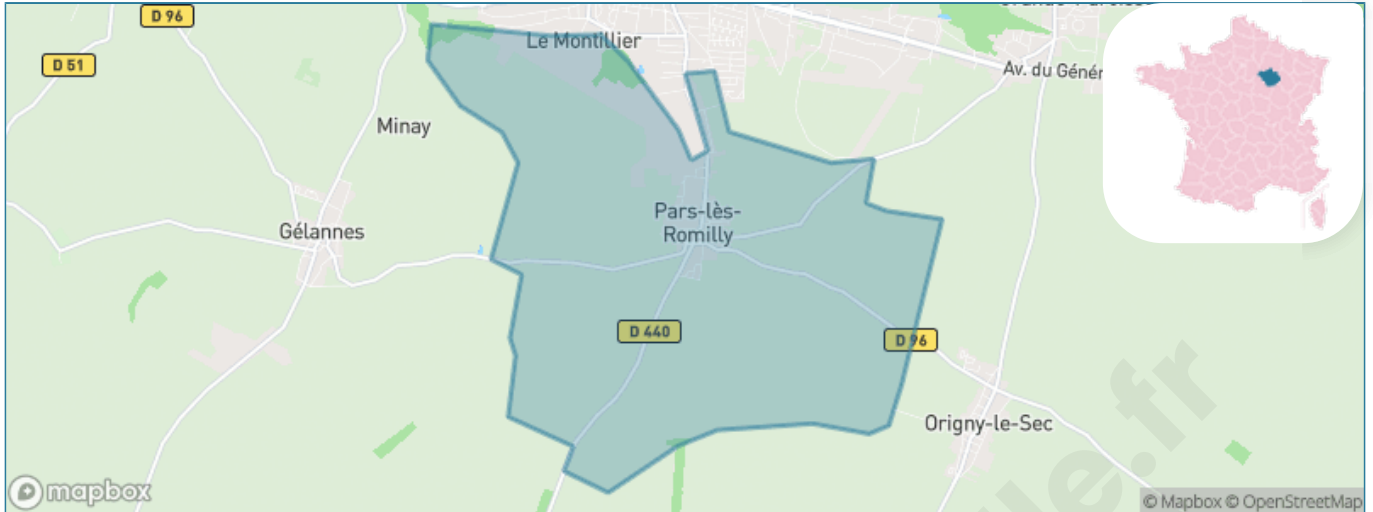 D 96
Le Montillier
D 51
Av. du Génér
Minay
Pars-lès-
Romilly
Gélannes
D 440
D 96
Origny-le-Sec
mapbox
© Mapbox © OpenStreetMap